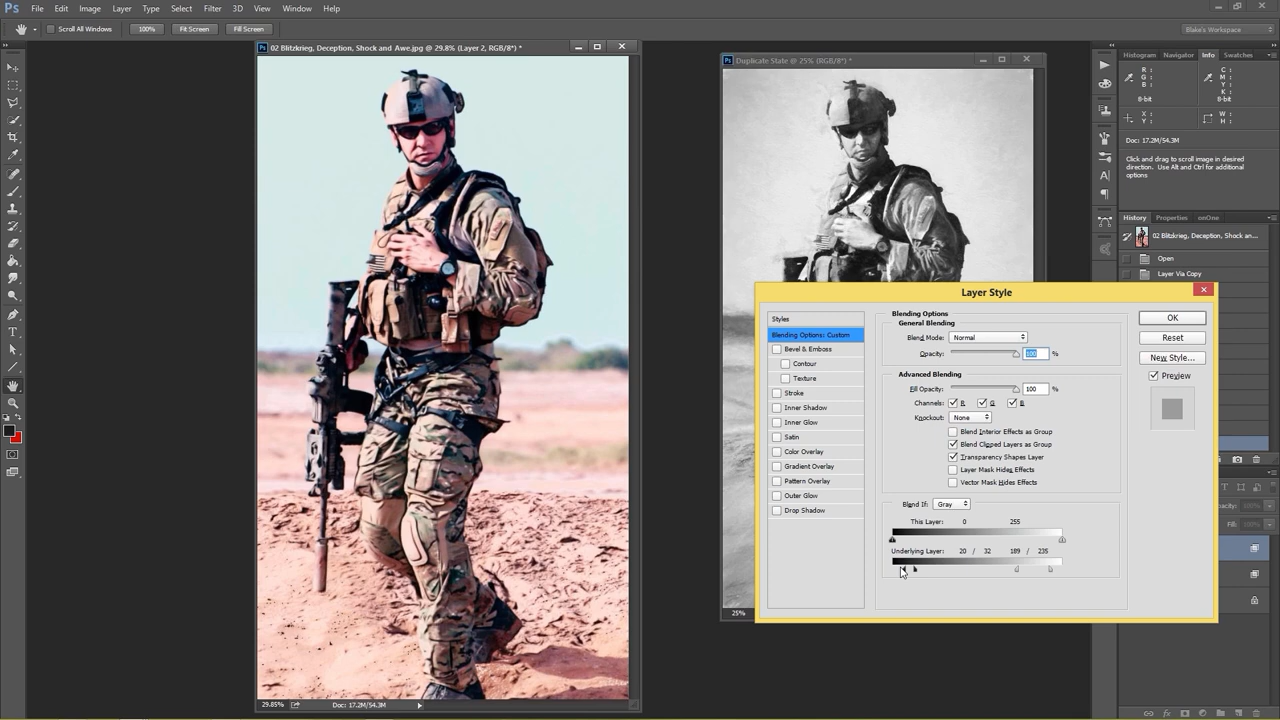 Ps File Edit Image Layer Type Select Filter 3D View Window Help
Scroll All Windows 100% Fit Screen Fill Screen Blake's Workspace
02 Blitzkrieg, Deception, Shock and Awe.jpg @ 29.8% (Layer 2, RGB/8*) *
Duplicate State @ 25% (RGB/8*) *
Histogram Navigator Info Swatches
R: C:
G: M:
B: Y:
K:
8-bit 8-bit
X: W:
Y: H:
Doc: 17.2M/54.3M
Click and drag to scroll image in desired
direction. Use Alt and Ctrl for additional
options
History Properties onOne
02 Blitzkrieg, Deception, Shock an...
Open
Layer Via Copy
Layer Style
Styles
Blending Options: Custom
Bevel & Emboss
Contour
Texture
Stroke
Inner Shadow
Inner Glow
Satin
Color Overlay
Gradient Overlay
Pattern Overlay
Outer Glow
Drop Shadow
Blending Options
General Blending
Blend Mode: Normal
Opacity: 100 %
Advanced Blending
Fill Opacity: 100 %
Channels: R G B
Knockout: None
Blend Interior Effects as Group
Blend Clipped Layers as Group
Transparency Shapes Layer
Layer Mask Hides Effects
Vector Mask Hides Effects
Blend If: Gray
This Layer: 0 255
Underlying Layer: 20 / 32 189 / 235
OK
Reset
New Style...
Preview
25%
29.85% Doc: 17.2M/54.3M